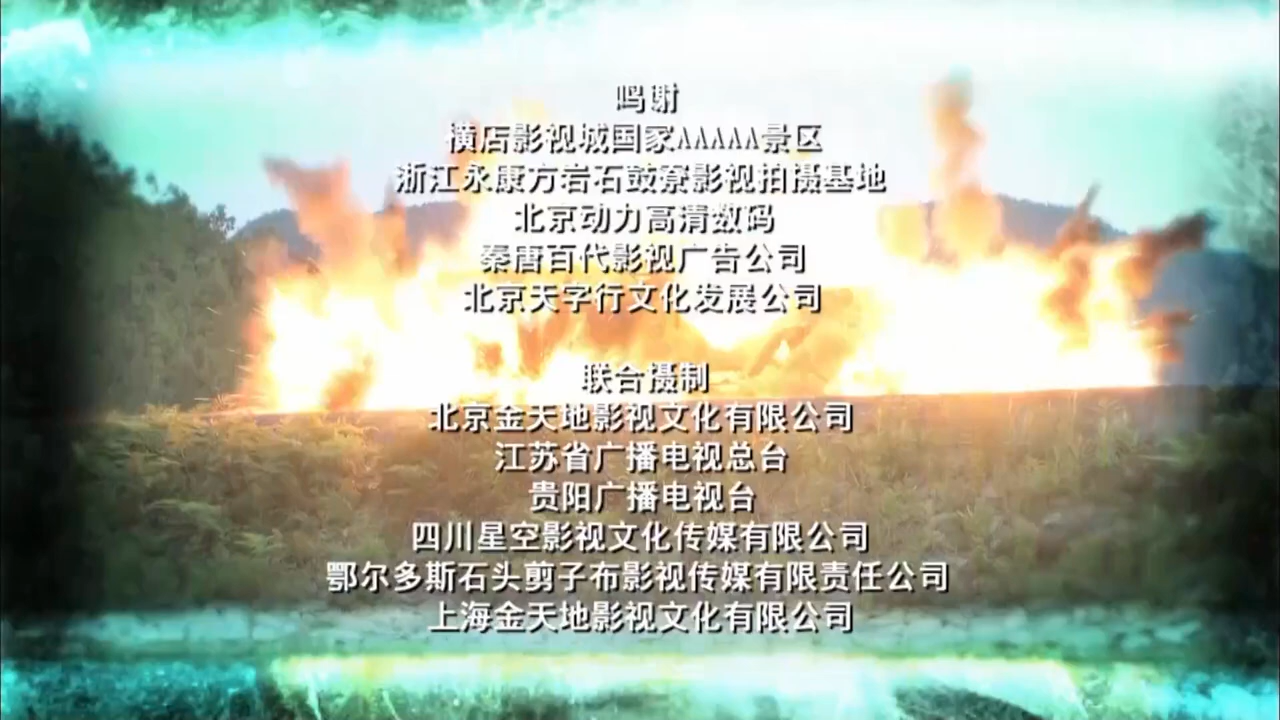 鸣谢
横店影视城国家AAAAA景区
浙江永康方岩石鼓寮影视拍摄基地
北京动力高清数码
秦唐百代影视广告公司
北京天字行文化发展公司
联合摄制
北京金天地影视文化有限公司
江苏省广播电视总台
贵阳广播电视台
四川星空影视文化传媒有限公司
鄂尔多斯石头剪子布影视传媒有限责任公司
上海金天地影视文化有限公司